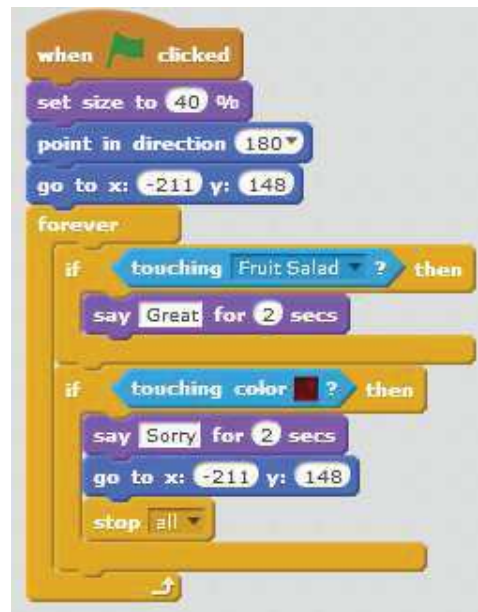 when clicked
set size to 40 %
point in direction 180
go to x: -211 y: 148
forever
if touching Fruit Salad ? then
say Great for 2 secs
if touching color ? then
say Sorry for 2 secs
go to x: -211 y: 148
stop all